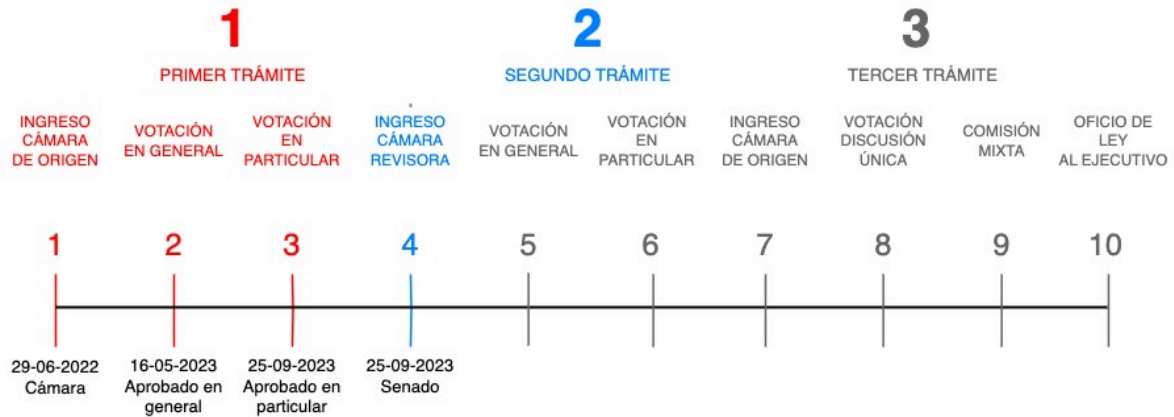 1
2
3
PRIMER TRÁMITE
SEGUNDO TRÁMITE
TERCER TRÁMITE
INGRESO
CÁMARA
DE ORIGEN
VOTACIÓN
EN GENERAL
VOTACIÓN
EN
PARTICULAR
INGRESO
CÁMARA
REVISORA
VOTACIÓN
EN GENERAL
VOTACIÓN
EN
PARTICULAR
INGRESO
CÁMARA
DE ORIGEN
VOTACIÓN
DISCUSIÓN
ÚNICA
COMISIÓN
MIXTA
OFICIO DE
LEY
AL EJECUTIVO
1
2
3
4
5
6
7
8
9
10
29-06-2022
Cámara
16-05-2023
Aprobado en
general
25-09-2023
Aprobado en
particular
25-09-2023
Senado